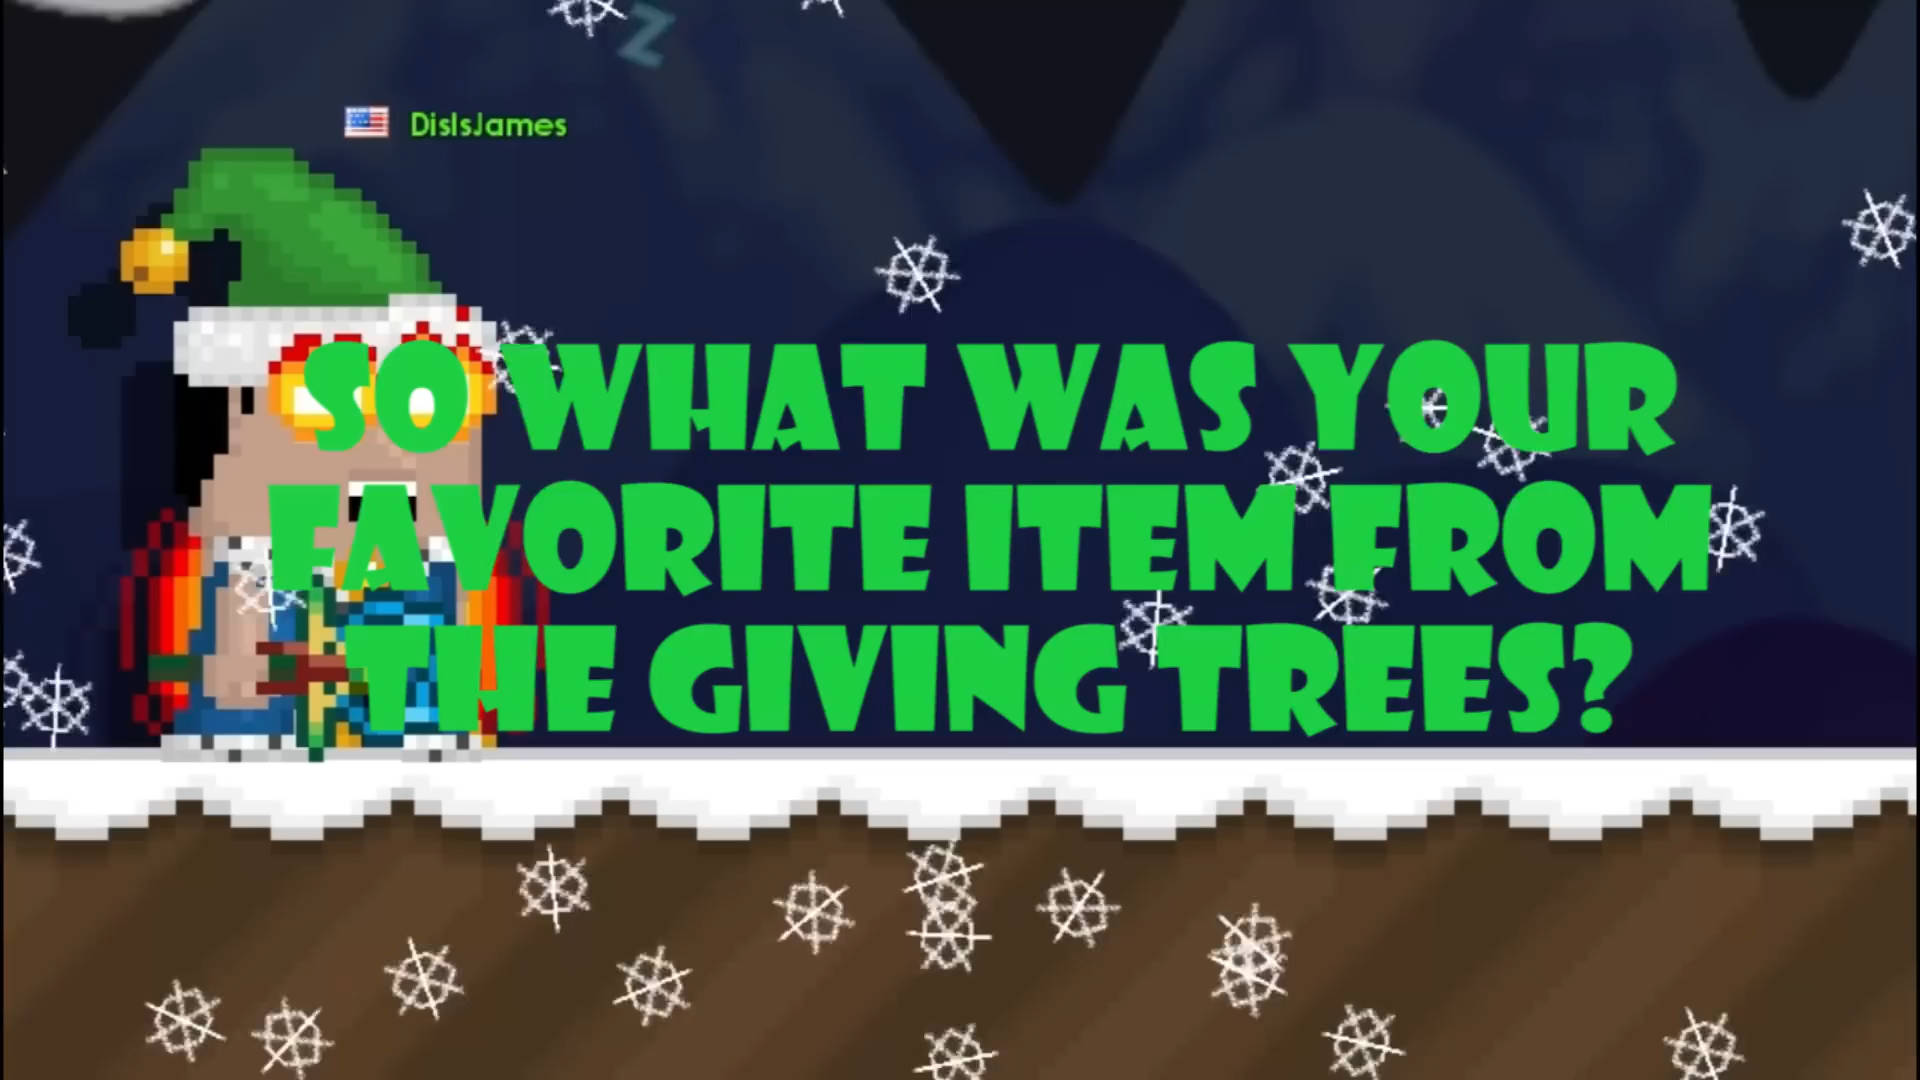 Z
DisIsJames
SO WHAT WAS YOUR
FAVORITE ITEM FROM
THE GIVING TREES?